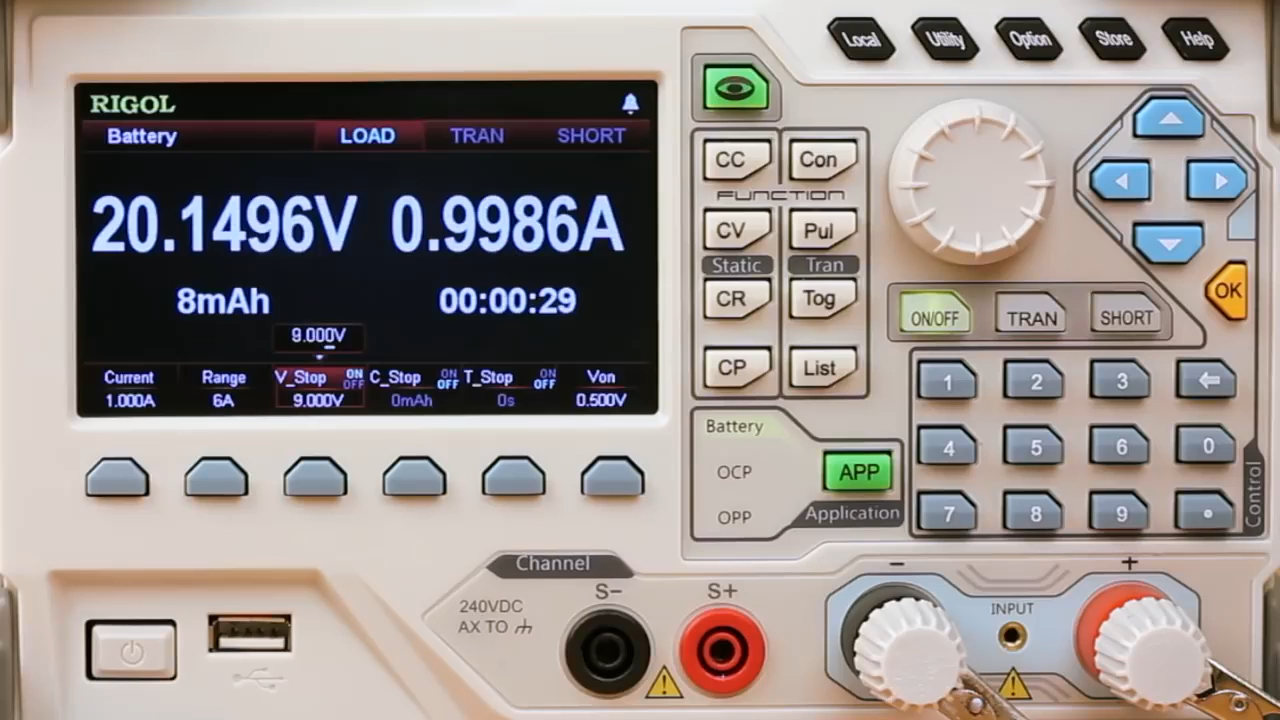 Local Utility Option Store Help
RIGOL
Battery LOAD TRAN SHORT
20.1496V 0.9986A
8mAh 00:00:29
9.000V
Current Range V_Stop ON OFF C_Stop ON OFF T_Stop ON OFF Von
1.000A 6A 9.000V 0mAh 0s 0.500V
CC Con
FUNCTION
CV Pul
Static Tran
CR Tog
CP List
OK
ON/OFF TRAN SHORT
1 2 3
4 5 6 0
7 8 9
Control
Battery
OCP APP
OPP Application
Channel
240VDC
S- S+
INPUT
- +